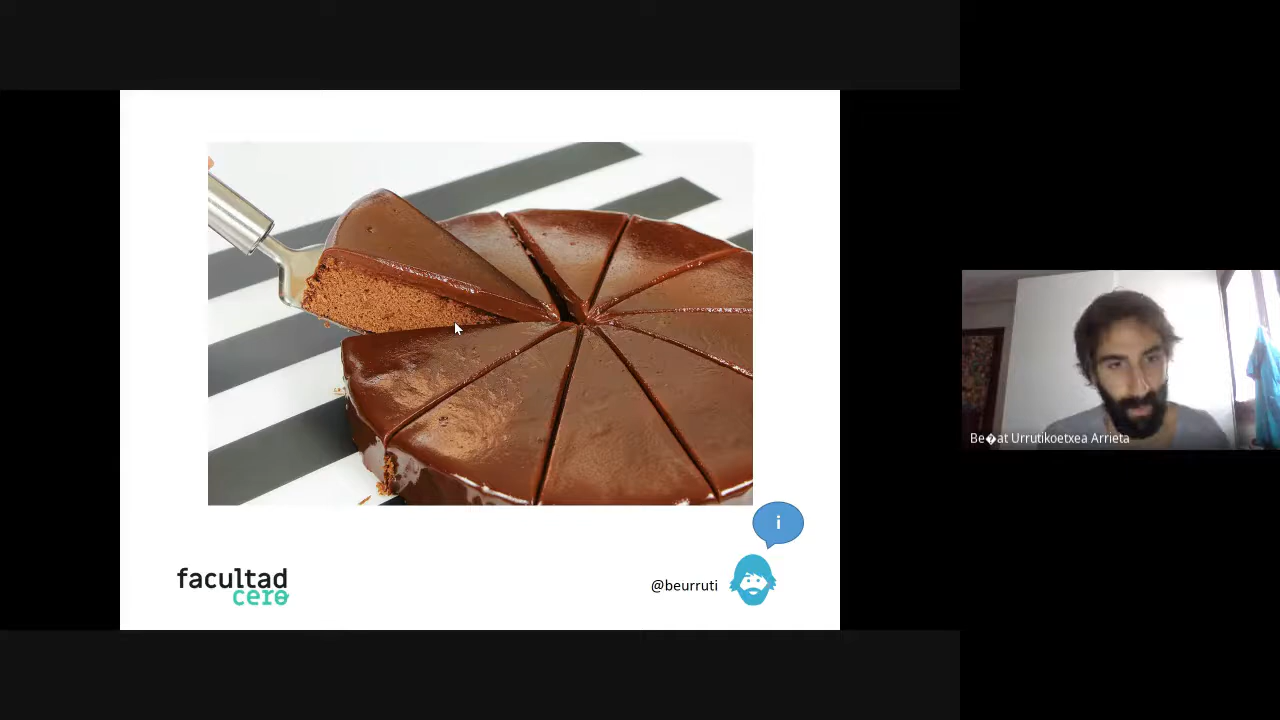 i
facultad
cero
@beurruti
Be�at Urrutikoetxea Arrieta